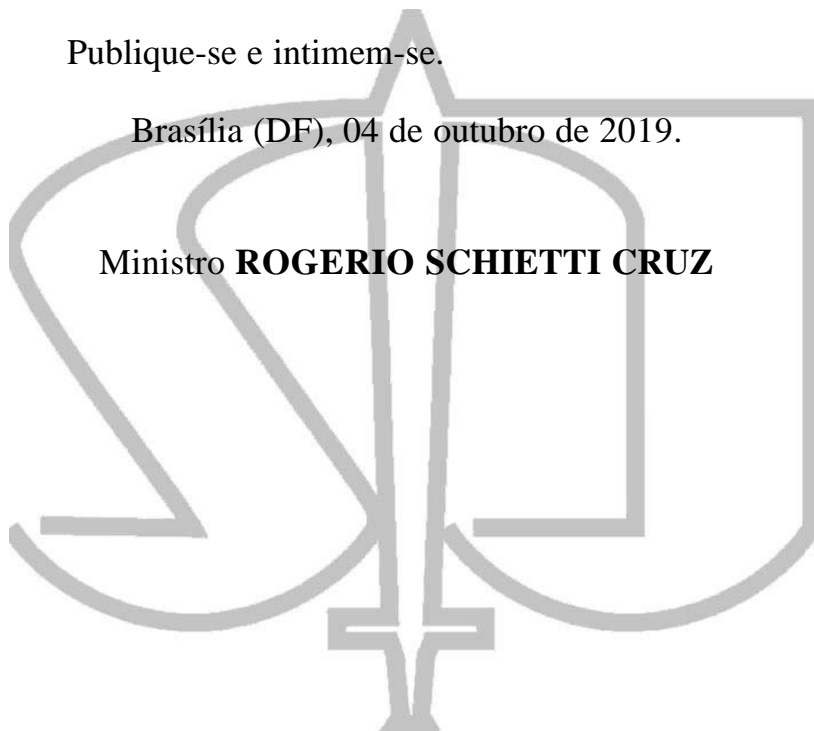 Publique-se e intimem-se.
Brasília (DF), 04 de outubro de 2019.
Ministro ROGERIO SCHIETTI CRUZ